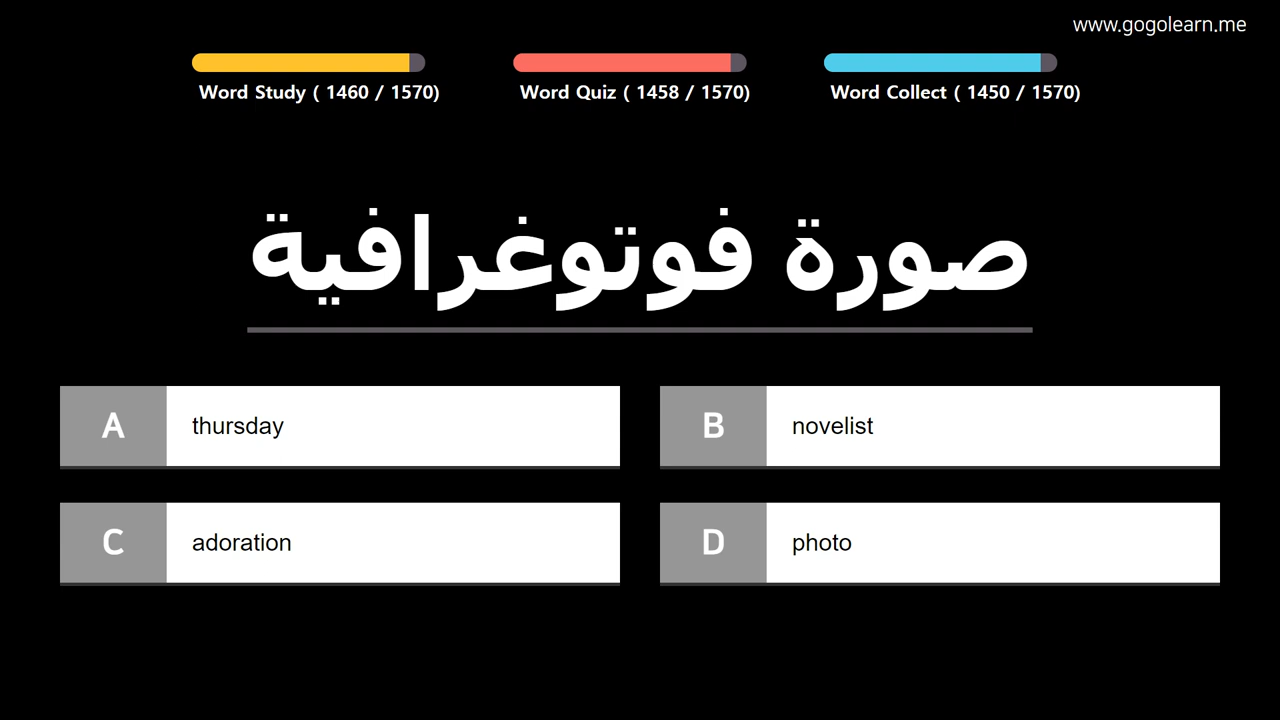 www.gogolearn.me
Word Study ( 1460 / 1570)
Word Quiz ( 1458 / 1570)
Word Collect ( 1450 / 1570)
صورة فوتوغرافية
A thursday
B novelist
C adoration
D photo